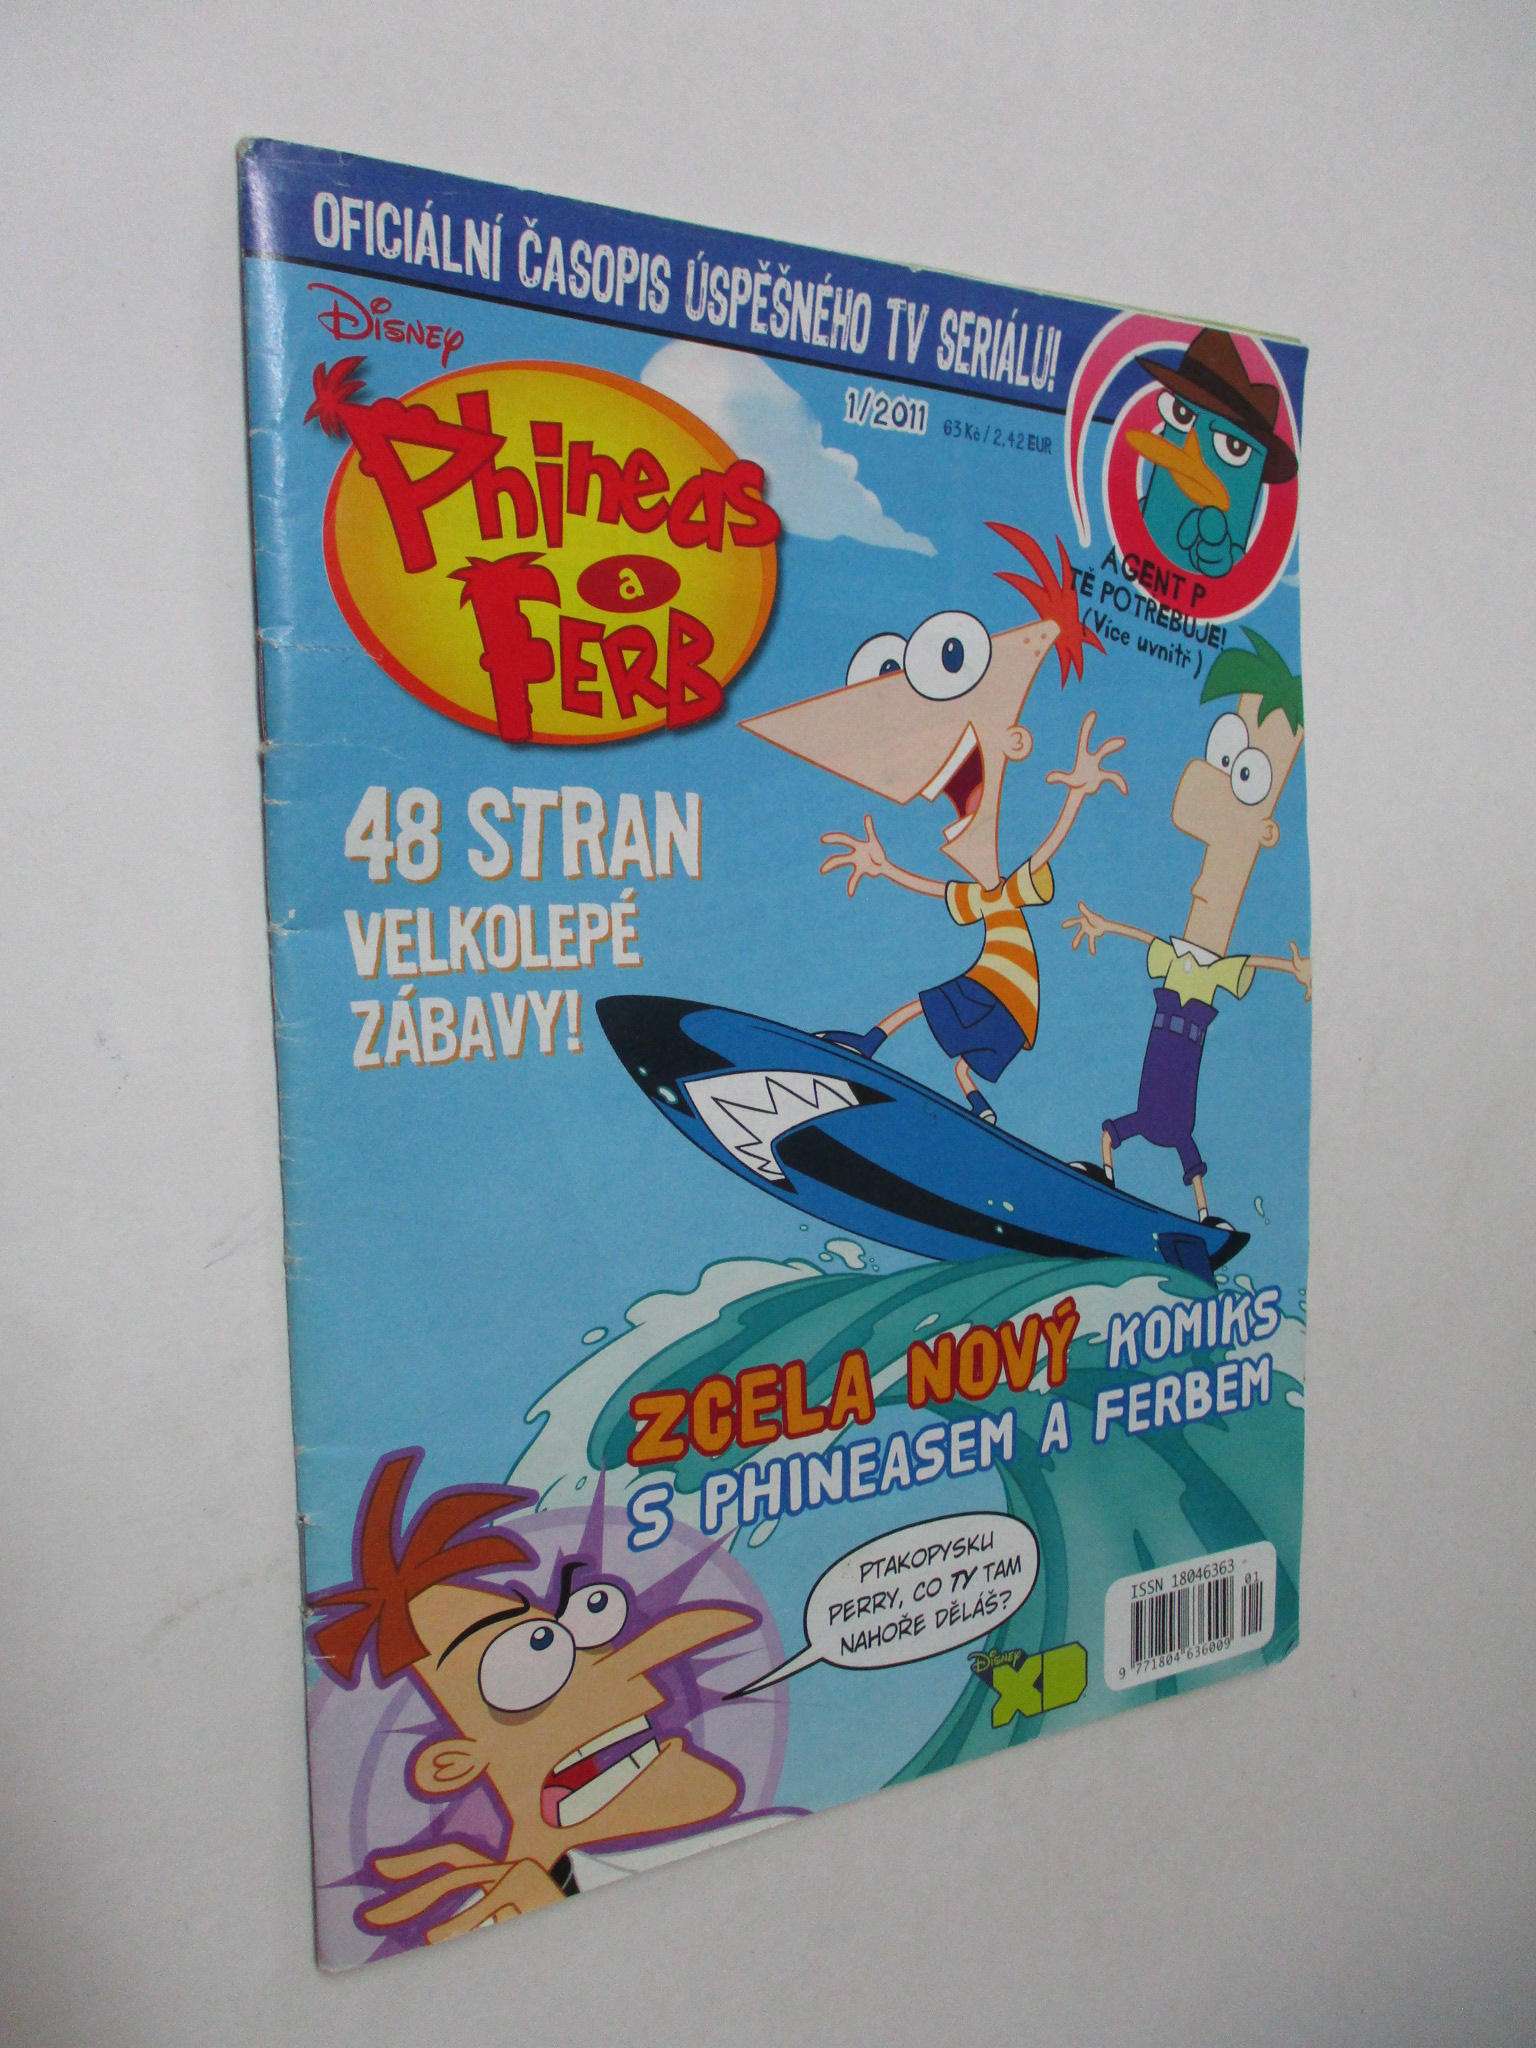 OFICIÁLNÍ ČASOPIS ÚSPĚŠNÉHO TV SERIÁLU!
Disney
Phineas
a
FERB
1/2011
63 Kč / 2,42 EUR
AGENT P
TĚ POTŘEBUJE!
(Více uvnitř)
48 STRAN
VELKOLEPÉ
ZÁBAVY!
ZCELA NOVÝ KOMIKS
S PHINEASEM A FERBEM
PTAKOPYSKU
PERRY, CO TY TAM
NAHOŘE DĚLÁŠ?
Disney
XD
ISSN 18046363 -
01
9 771804 636009